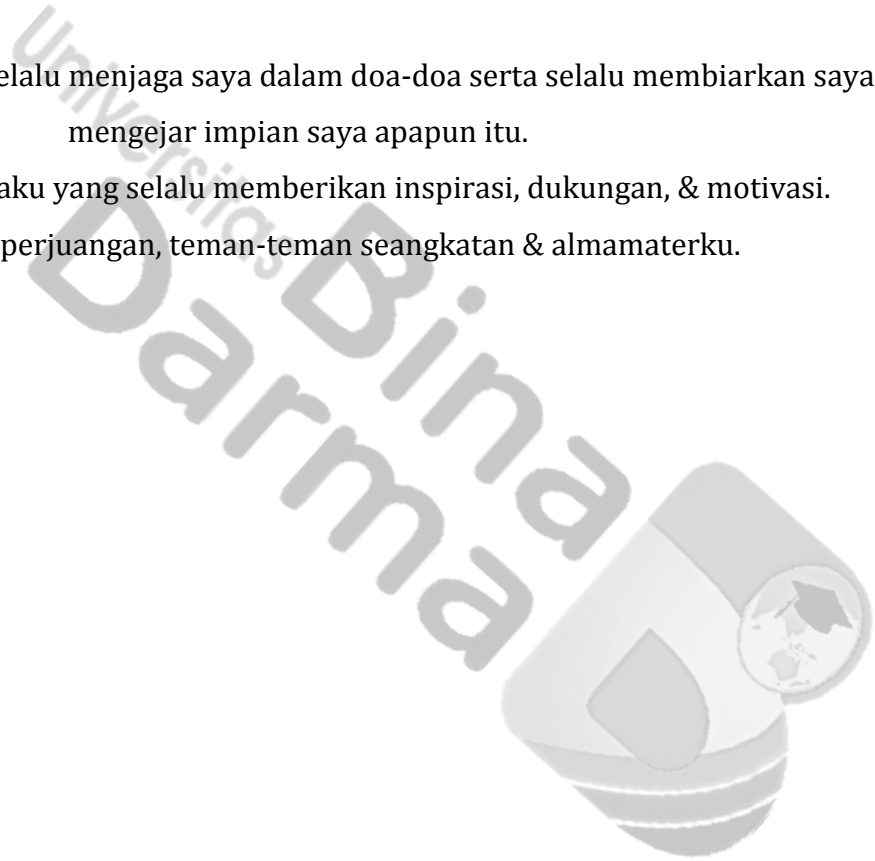 Universitas
elalu menjaga saya dalam doa-doa serta selalu membiarkan saya
mengejar impian saya apapun itu.
aku yang selalu memberikan inspirasi, dukungan, & motivasi.
perjuangan, teman-teman seangkatan & almamaterku.
Bina
Darma